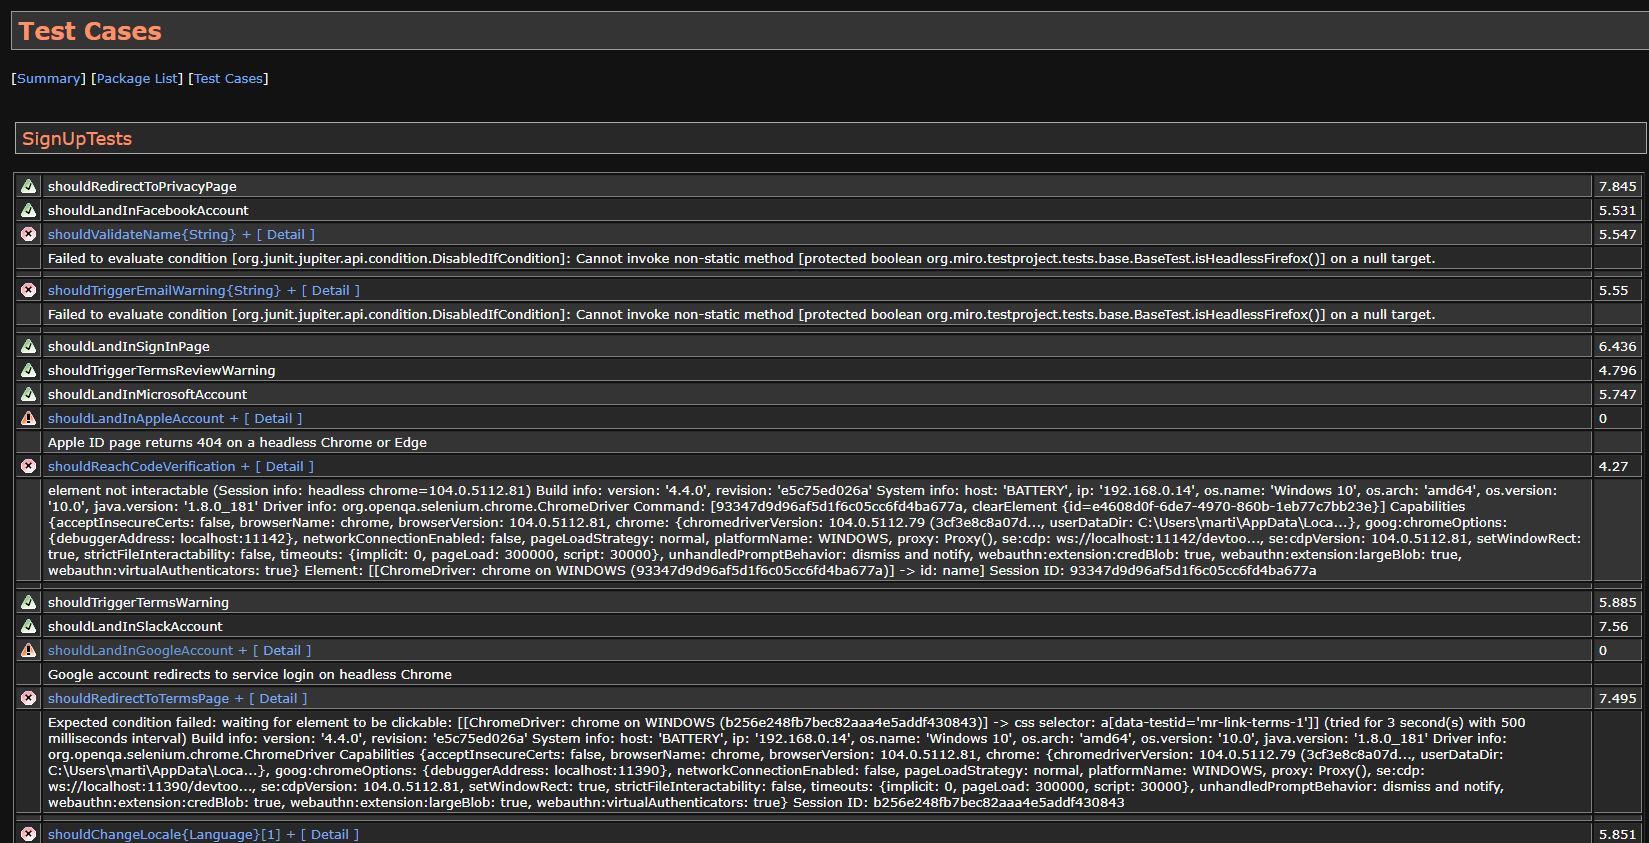 Test Cases
[Summary] [Package List] [Test Cases]
SignUpTests
shouldRedirectToPrivacyPage 7.845
shouldLandInFacebookAccount 5.531
shouldValidateName{String} + [ Detail ] 5.547
Failed to evaluate condition [org.junit.jupiter.api.condition.DisabledIfCondition]: Cannot invoke non-static method [protected boolean org.miro.testproject.tests.base.BaseTest.isHeadlessFirefox()] on a null target.
shouldTriggerEmailWarning{String} + [ Detail ] 5.55
Failed to evaluate condition [org.junit.jupiter.api.condition.DisabledIfCondition]: Cannot invoke non-static method [protected boolean org.miro.testproject.tests.base.BaseTest.isHeadlessFirefox()] on a null target.
shouldLandInSignInPage 6.436
shouldTriggerTermsReviewWarning 4.796
shouldLandInMicrosoftAccount 5.747
shouldLandInAppleAccount + [ Detail ] 0
Apple ID page returns 404 on a headless Chrome or Edge
shouldReachCodeVerification + [ Detail ] 4.27
element not interactable (Session info: headless chrome=104.0.5112.81) Build info: version: '4.4.0', revision: 'e5c75ed026a' System info: host: 'BATTERY', ip: '192.168.0.14', os.name: 'Windows 10', os.arch: 'amd64', os.version:
'10.0', java.version: '1.8.0_181' Driver info: org.openqa.selenium.chrome.ChromeDriver Command: [93347d9d96af5d1f6c05cc6fd4ba677a, clearElement {id=e4608d0f-6de7-4970-860b-1eb77c7bb23e}] Capabilities
{acceptInsecureCerts: false, browserName: chrome, browserVersion: 104.0.5112.81, chrome: {chromedriverVersion: 104.0.5112.79 (3cf3e8c8a07d..., userDataDir: C:\Users\marti\AppData\Loca...}, goog:chromeOptions:
{debuggerAddress: localhost:11142}, networkConnectionEnabled: false, pageLoadStrategy: normal, platformName: WINDOWS, proxy: Proxy(), se:cdp: ws://localhost:11142/devtoo..., se:cdpVersion: 104.0.5112.81, setWindowRect:
true, strictFileInteractability: false, timeouts: {implicit: 0, pageLoad: 300000, script: 30000}, unhandledPromptBehavior: dismiss and notify, webauthn:extension:credBlob: true, webauthn:extension:largeBlob: true,
webauthn:virtualAuthenticators: true} Element: [[ChromeDriver: chrome on WINDOWS (93347d9d96af5d1f6c05cc6fd4ba677a)] -> id: name] Session ID: 93347d9d96af5d1f6c05cc6fd4ba677a
shouldTriggerTermsWarning 5.885
shouldLandInSlackAccount 7.56
shouldLandInGoogleAccount + [ Detail ] 0
Google account redirects to service login on headless Chrome
shouldRedirectToTermsPage + [ Detail ] 7.495
Expected condition failed: waiting for element to be clickable: [[ChromeDriver: chrome on WINDOWS (b256e248fb7bec82aaa4e5addf430843)] -> css selector: a[data-testid='mr-link-terms-1']] (tried for 3 second(s) with 500
milliseconds interval) Build info: version: '4.4.0', revision: 'e5c75ed026a' System info: host: 'BATTERY', ip: '192.168.0.14', os.name: 'Windows 10', os.arch: 'amd64', os.version: '10.0', java.version: '1.8.0_181' Driver info:
org.openqa.selenium.chrome.ChromeDriver Capabilities {acceptInsecureCerts: false, browserName: chrome, browserVersion: 104.0.5112.81, chrome: {chromedriverVersion: 104.0.5112.79 (3cf3e8c8a07d..., userDataDir:
C:\Users\marti\AppData\Loca...}, goog:chromeOptions: {debuggerAddress: localhost:11390}, networkConnectionEnabled: false, pageLoadStrategy: normal, platformName: WINDOWS, proxy: Proxy(), se:cdp:
ws://localhost:11390/devtoo..., se:cdpVersion: 104.0.5112.81, setWindowRect: true, strictFileInteractability: false, timeouts: {implicit: 0, pageLoad: 300000, script: 30000}, unhandledPromptBehavior: dismiss and notify,
webauthn:extension:credBlob: true, webauthn:extension:largeBlob: true, webauthn:virtualAuthenticators: true} Session ID: b256e248fb7bec82aaa4e5addf430843
shouldChangeLocale{Language}[1] + [ Detail ] 5.851